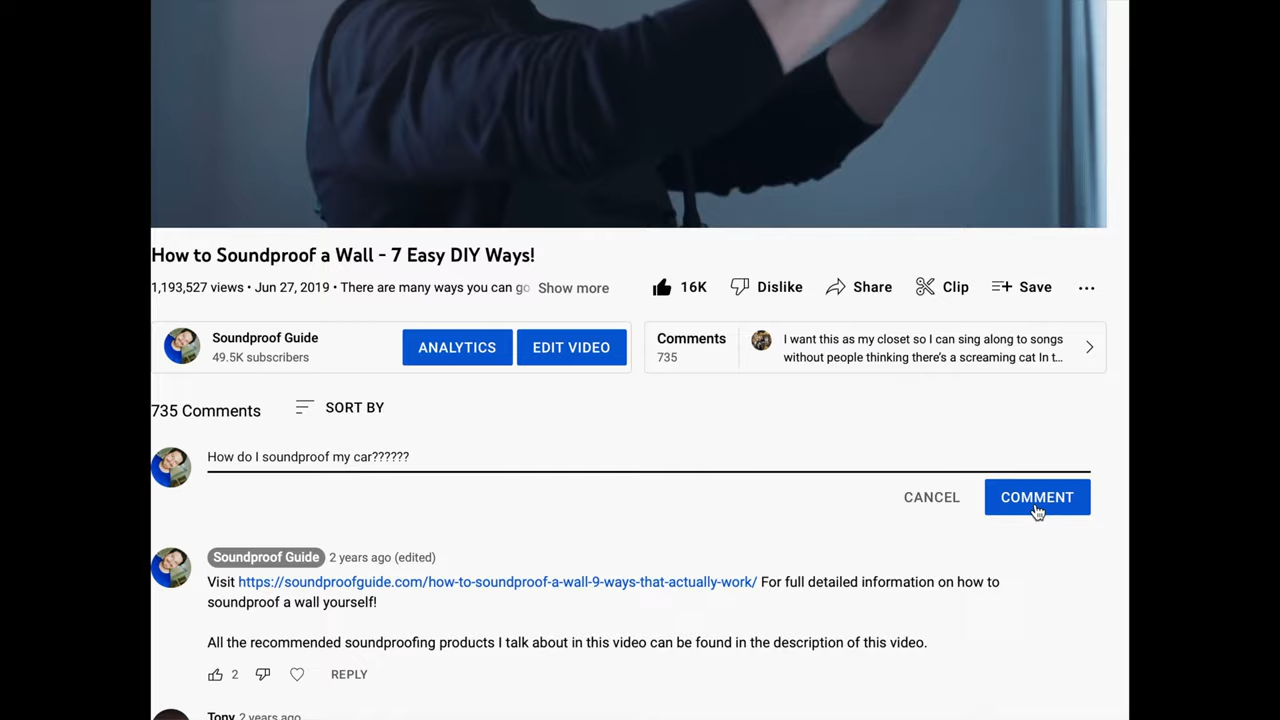 How to Soundproof a Wall - 7 Easy DIY Ways!
1,193,527 views • Jun 27, 2019 • There are many ways you can go Show more
16K Dislike Share Clip Save ...
Soundproof Guide
49.5K subscribers
ANALYTICS EDIT VIDEO
Comments
735
I want this as my closet so I can sing along to songs
without people thinking there's a screaming cat In t...
735 Comments SORT BY
How do I soundproof my car??????
CANCEL COMMENT
Soundproof Guide 2 years ago (edited)
Visit https://soundproofguide.com/how-to-soundproof-a-wall-9-ways-that-actually-work/ For full detailed information on how to
soundproof a wall yourself!
All the recommended soundproofing products I talk about in this video can be found in the description of this video.
2 REPLY
Tony 2 years ago